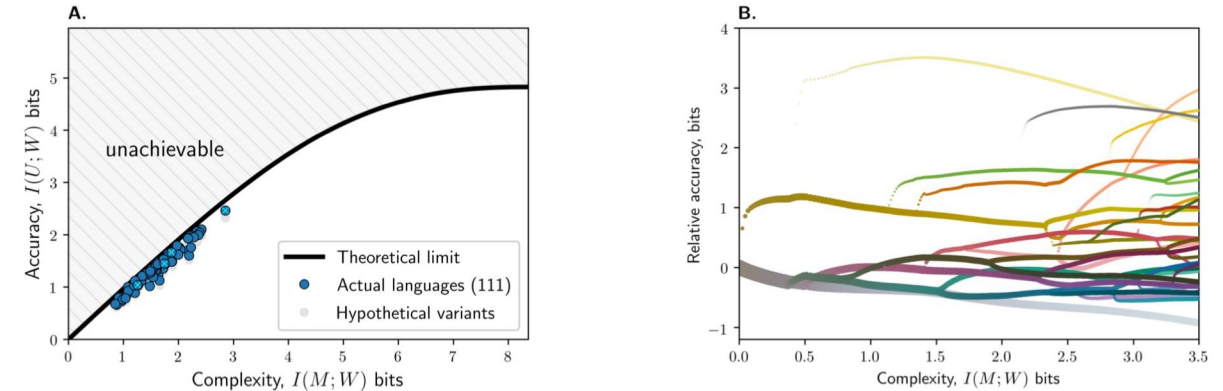 A.
Accuracy, I(U; W) bits
5
4
3
2
1
0
unachievable
Theoretical limit
Actual languages (111)
Hypothetical variants
0 1 2 3 4 5 6 7 8
Complexity, I(M; W) bits
B.
Relative accuracy, bits
4
3
2
1
0
−1
0.0 0.5 1.0 1.5 2.0 2.5 3.0 3.5
Complexity, I(M; W) bits